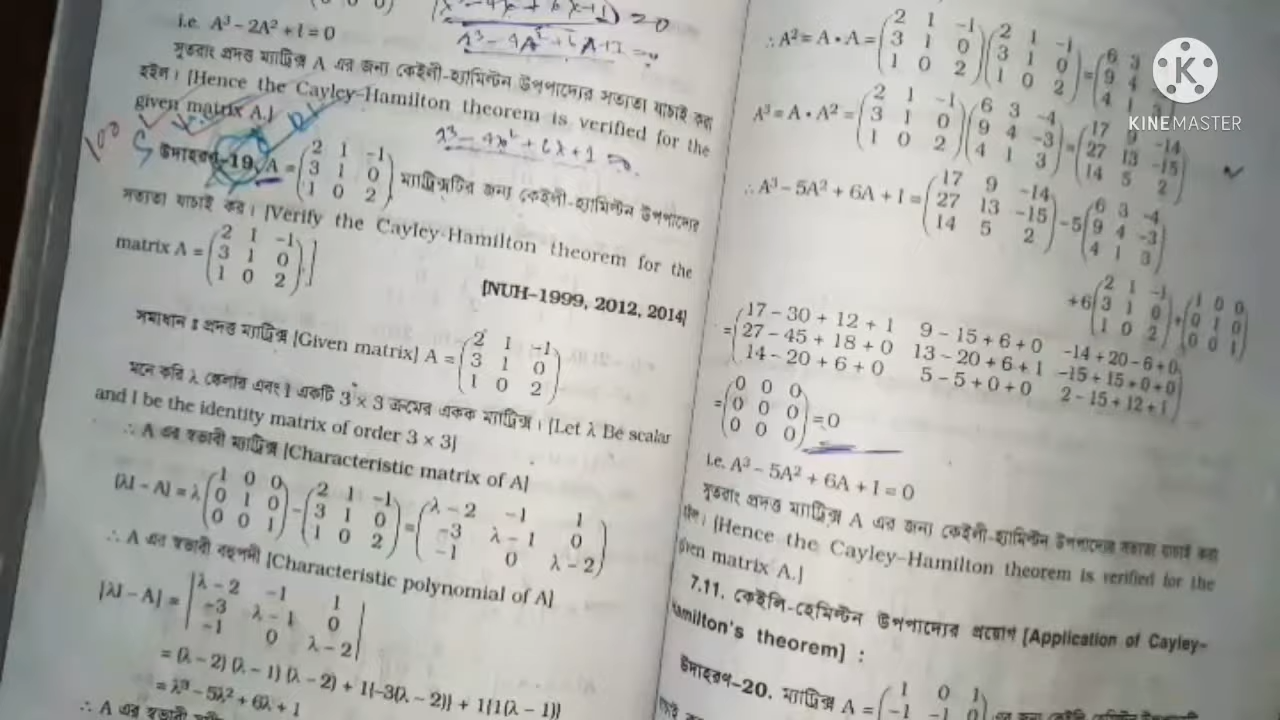 i.e. A³ – 2A² + I = 0
সুতরাং প্রদত্ত ম্যাট্রিক্স A এর জন্য কেইলী-হ্যামিল্টন উপপাদ্যের সত্যতা যাচাই করা
হইল। [Hence the Cayley–Hamilton theorem is verified for the
given matrix A.]
উদাহরণ–19. A = (2 1 –1; 3 1 0; 1 0 2) ম্যাট্রিক্সটির জন্য কেইলী-হ্যামিল্টন উপপাদ্যের
সত্যতা যাচাই কর। [Verify the Cayley-Hamilton theorem for the
matrix A = (2 1 –1; 3 1 0; 1 0 2).]
[NUH–1999, 2012, 2014]
সমাধান ঃ প্রদত্ত ম্যাট্রিক্স [Given matrix] A = (2 1 –1; 3 1 0; 1 0 2)
মনে করি λ স্কেলার এবং I একটি 3 × 3 ক্রমের একক ম্যাট্রিক্স। [Let λ Be scalar
and I be the identity matrix of order 3 × 3]
∴ A এর স্বভাবী ম্যাট্রিক্স [Characteristic matrix of A]
[λI – A] = λ(1 0 0; 0 1 0; 0 0 1) – (2 1 –1; 3 1 0; 1 0 2) = (λ – 2 –1 1; –3 λ – 1 0; –1 0 λ – 2)
∴ A এর স্বভাবী বহুপদী [Characteristic polynomial of A]
|λI – A| = |λ – 2 –1 1; –3 λ – 1 0; –1 0 λ – 2|
= (λ – 2) (λ – 1) (λ – 2) + 1{–3(λ – 2)} + 1{1(λ – 1)}
= λ³ – 5λ² + 6λ + 1
∴ A এর স্বভাবী
∴ A² = A • A = (2 1 –1; 3 1 0; 1 0 2)(2 1 –1; 3 1 0; 1 0 2) = (6 3; 9 4; 4 1 3)
A³ = A • A² = (2 1 –1; 3 1 0; 1 0 2)(6 3 –4; 9 4 –3; 4 1 3) = (17 9 –14; 27 13 –15; 14 5 2)
∴ A³ – 5A² + 6A + I = (17 9 –14; 27 13 –15; 14 5 2) – 5(6 3 –4; 9 4 –3; 4 1 3)
+6(2 1 –1; 3 1 0; 1 0 2) + (1 0 0; 0 1 0; 0 0 1)
= (17 – 30 + 12 + 1 9 – 15 + 6 + 0 –14 + 20 – 6 + 0; 27 – 45 + 18 + 0 13 – 20 + 6 + 1 –15 + 15 + 0 + 0; 14 – 20 + 6 + 0 5 – 5 + 0 + 0 2 – 15 + 12 + 1)
= (0 0 0; 0 0 0; 0 0 0) = 0
i.e. A³ – 5A² + 6A + I = 0
সুতরাং প্রদত্ত ম্যাট্রিক্স A এর জন্য কেইলী-হ্যামিল্টন উপপাদ্যের সত্যতা যাচাই করা
[Hence the Cayley–Hamilton theorem is verified for the
given matrix A.]
7.11. কেইলি-হেমিল্টন উপপাদ্যের প্রয়োগ [Application of Cayley–
Hamilton's theorem] :
উদাহরণ–20. ম্যাট্রিক্স A = (1 0 1; –1 –1 0
K
KINEMASTER